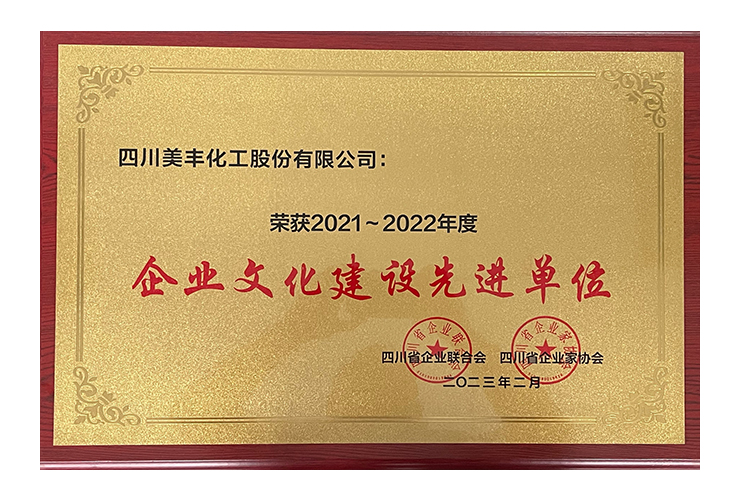 四川美丰化工股份有限公司：
荣获2021～2022年度
企业文化建设先进单位
四川省企业联合会 四川省企业家协会
二〇二三年二月